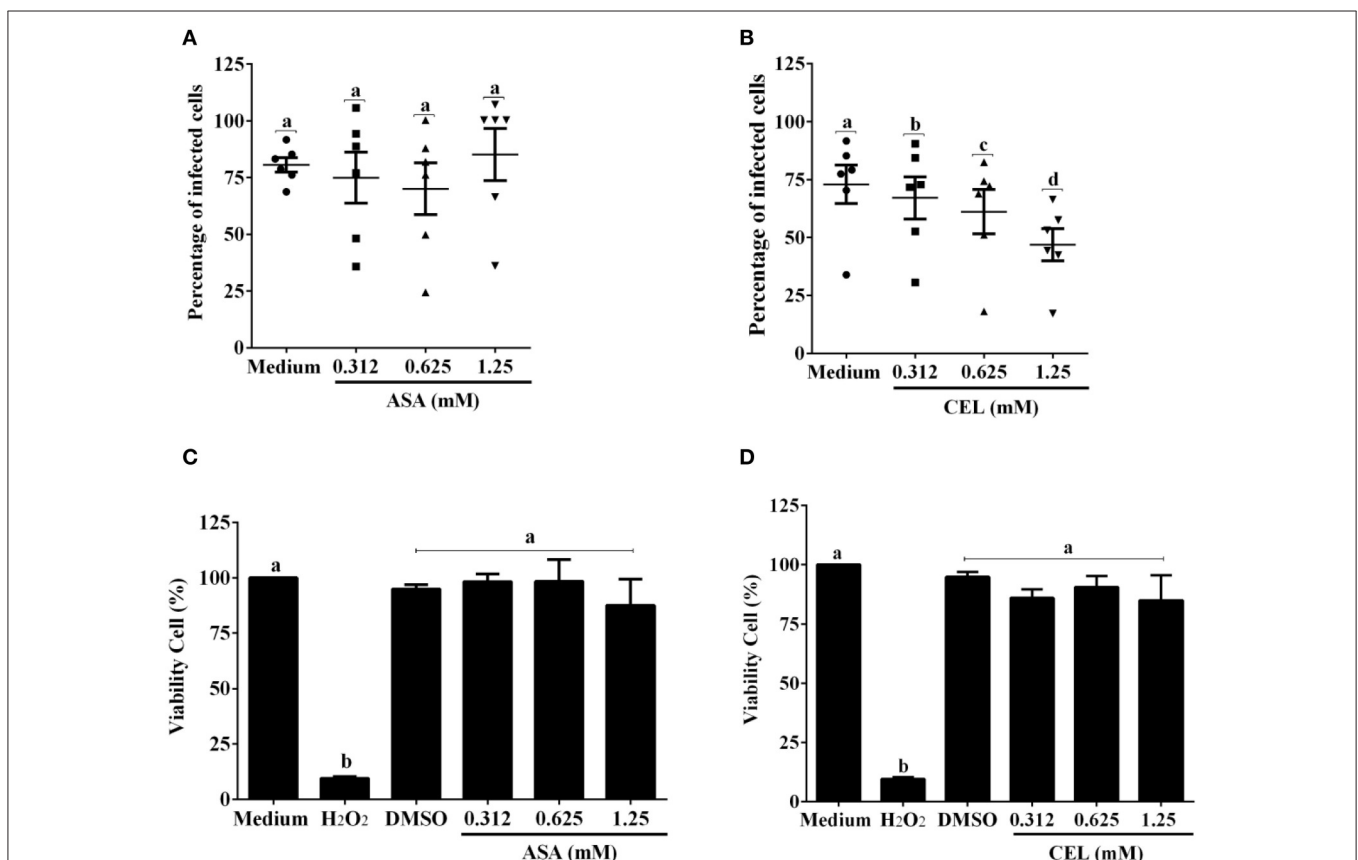 A
Percentage of infected cells
125
100
75
50
25
0
a a a a
Medium 0.312 0.625 1.25
ASA (mM)
B
Percentage of infected cells
125
100
75
50
25
0
a b c d
Medium 0.312 0.625 1.25
CEL (mM)
C
Viability Cell (%)
125
100
75
50
25
0
a b a
Medium H₂O₂ DMSO 0.312 0.625 1.25
ASA (mM)
D
Viability Cell (%)
125
100
75
50
25
0
a b a
Medium H₂O₂ DMSO 0.312 0.625 1.25
CEL (mM)